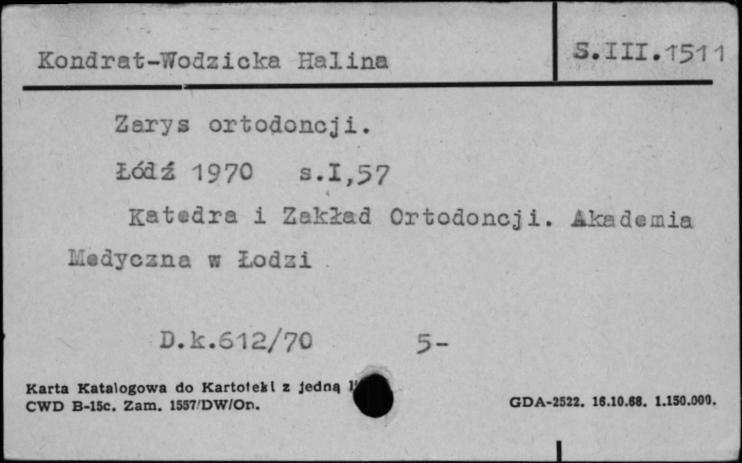 Kondrat-Wodzicka Halina
S.III.1511
Zarys ortodoncji.
Łódź 1970 s.I,57
Katedra i Zakład Ortodoncji. Akademia
Medyczna w Łodzi
D.k.612/70 5-
Karta Katalogowa do Kartoteki z jedną
CWD B-15c. Zam. 1557/DW/On.
GDA-2522. 16.10.68. 1.150.000.